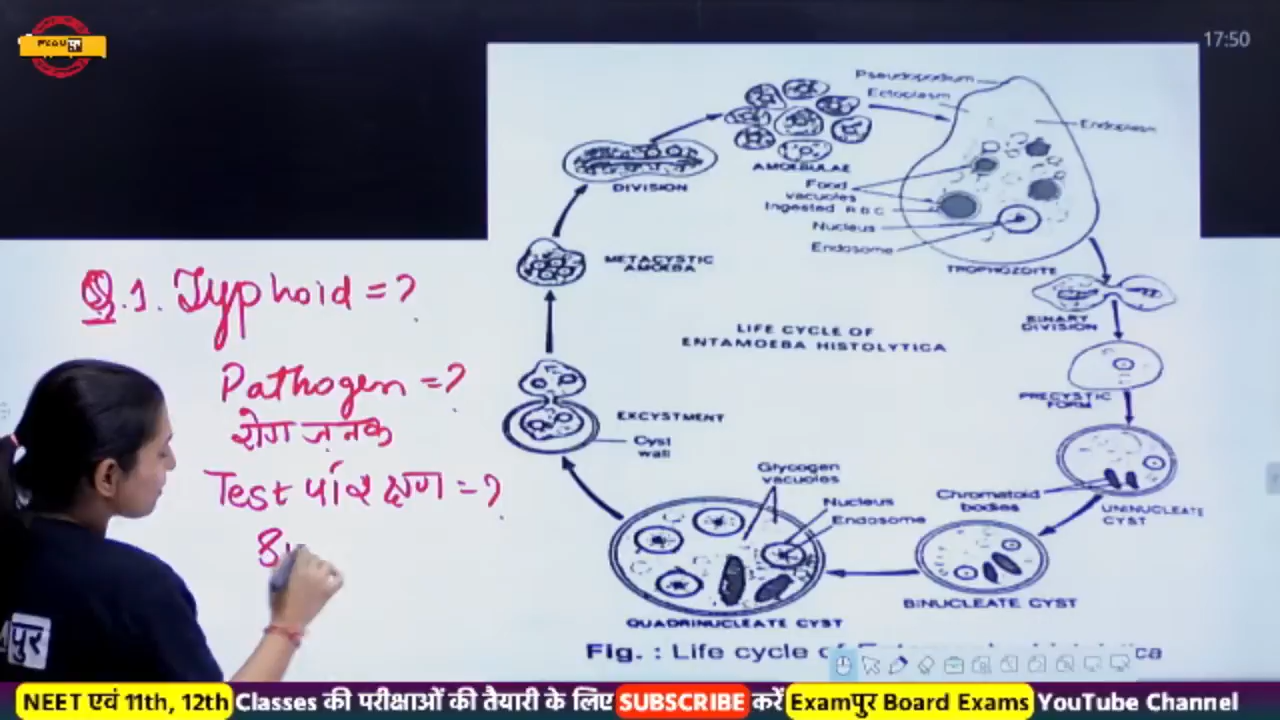 17:50
Pseudopodium
Ectoplasm
Endoplasm
AMOEBULAE
DIVISION
Food
vacuoles
Ingested R B C
Nucleus
Endosome
TROPHOZOITE
METACYSTIC
AMOEBA
BINARY
DIVISION
LIFE CYCLE OF
ENTAMOEBA HISTOLYTICA
PRECYSTIC
FORM
EXCYSTMENT
Cyst
wall
Glycogen
vacuoles
Nucleus
Endosome
Chromatoid
bodies
UNINUCLEATE
CYST
BINUCLEATE CYST
QUADRINUCLEATE CYST
Fig. : Life cycle of
Q.1. Typhoid = ?
Pathogen = ?
रोग जनक
Test परिक्षण = ?
पुर
NEET एवं 11th, 12th Classes की परीक्षाओं की तैयारी के लिए SUBSCRIBE करें Examपुर Board Exams YouTube Channel